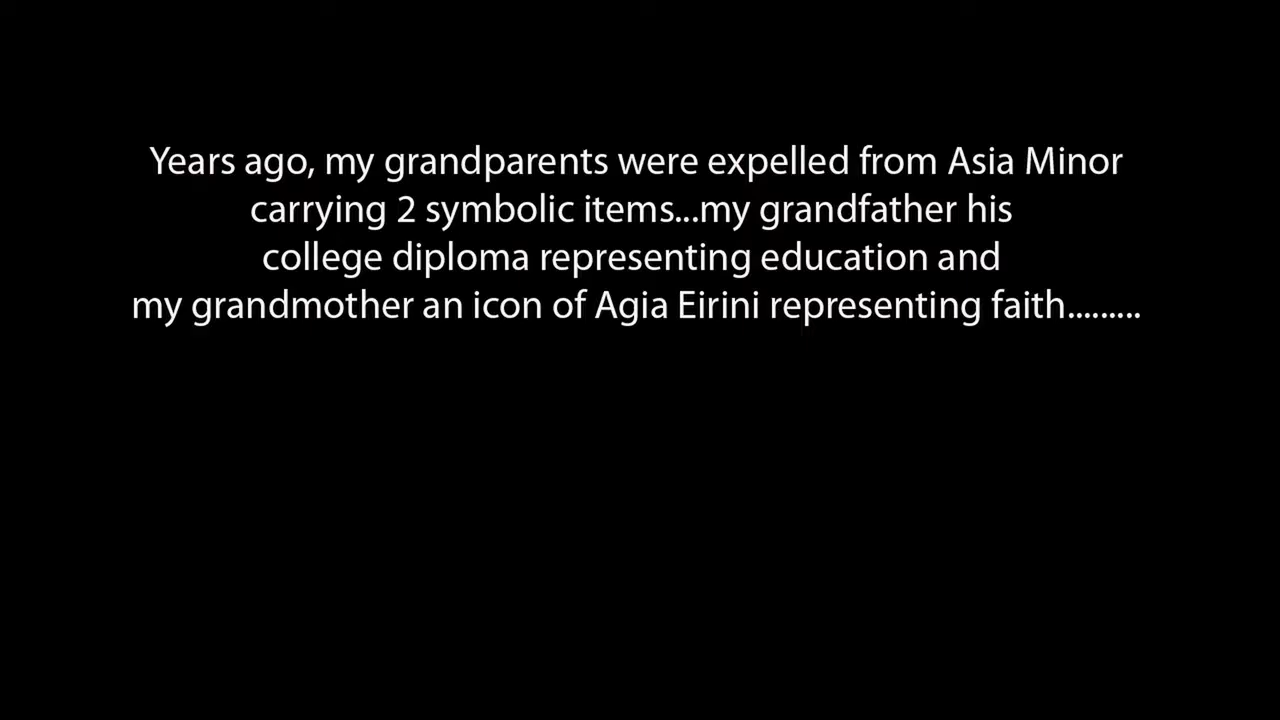 Years ago, my grandparents were expelled from Asia Minor
carrying 2 symbolic items...my grandfather his
college diploma representing education and
my grandmother an icon of Agia Eirini representing faith.........